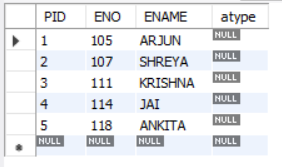 PID ENO ENAME atype
1 105 ARJUN NULL
2 107 SHREYA NULL
3 111 KRISHNA NULL
4 114 JAI NULL
5 118 ANKITA NULL
NULL NULL NULL NULL